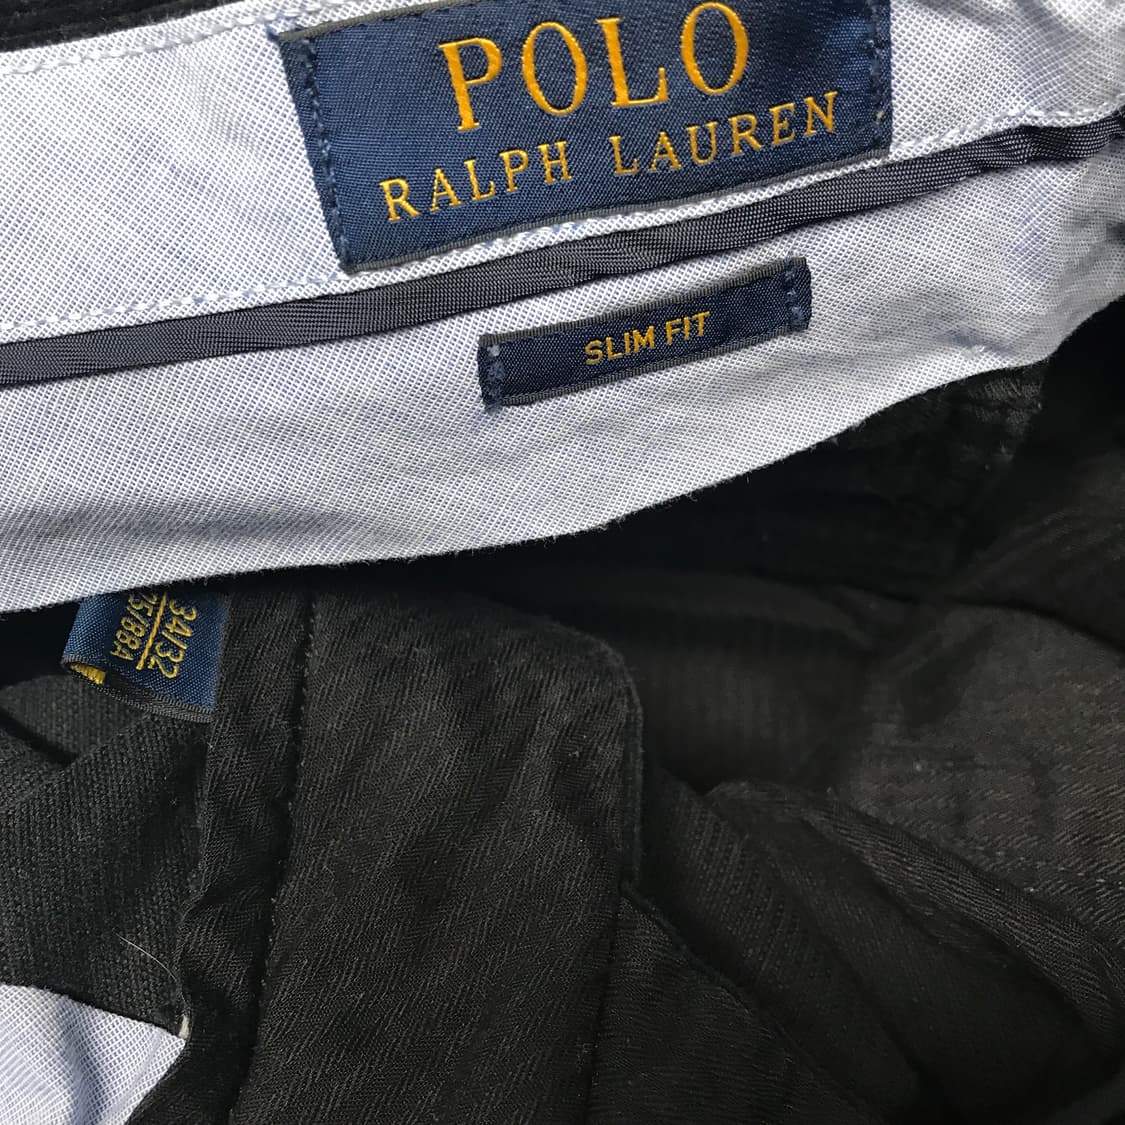 POLO
RALPH LAUREN
SLIM FIT
34/32